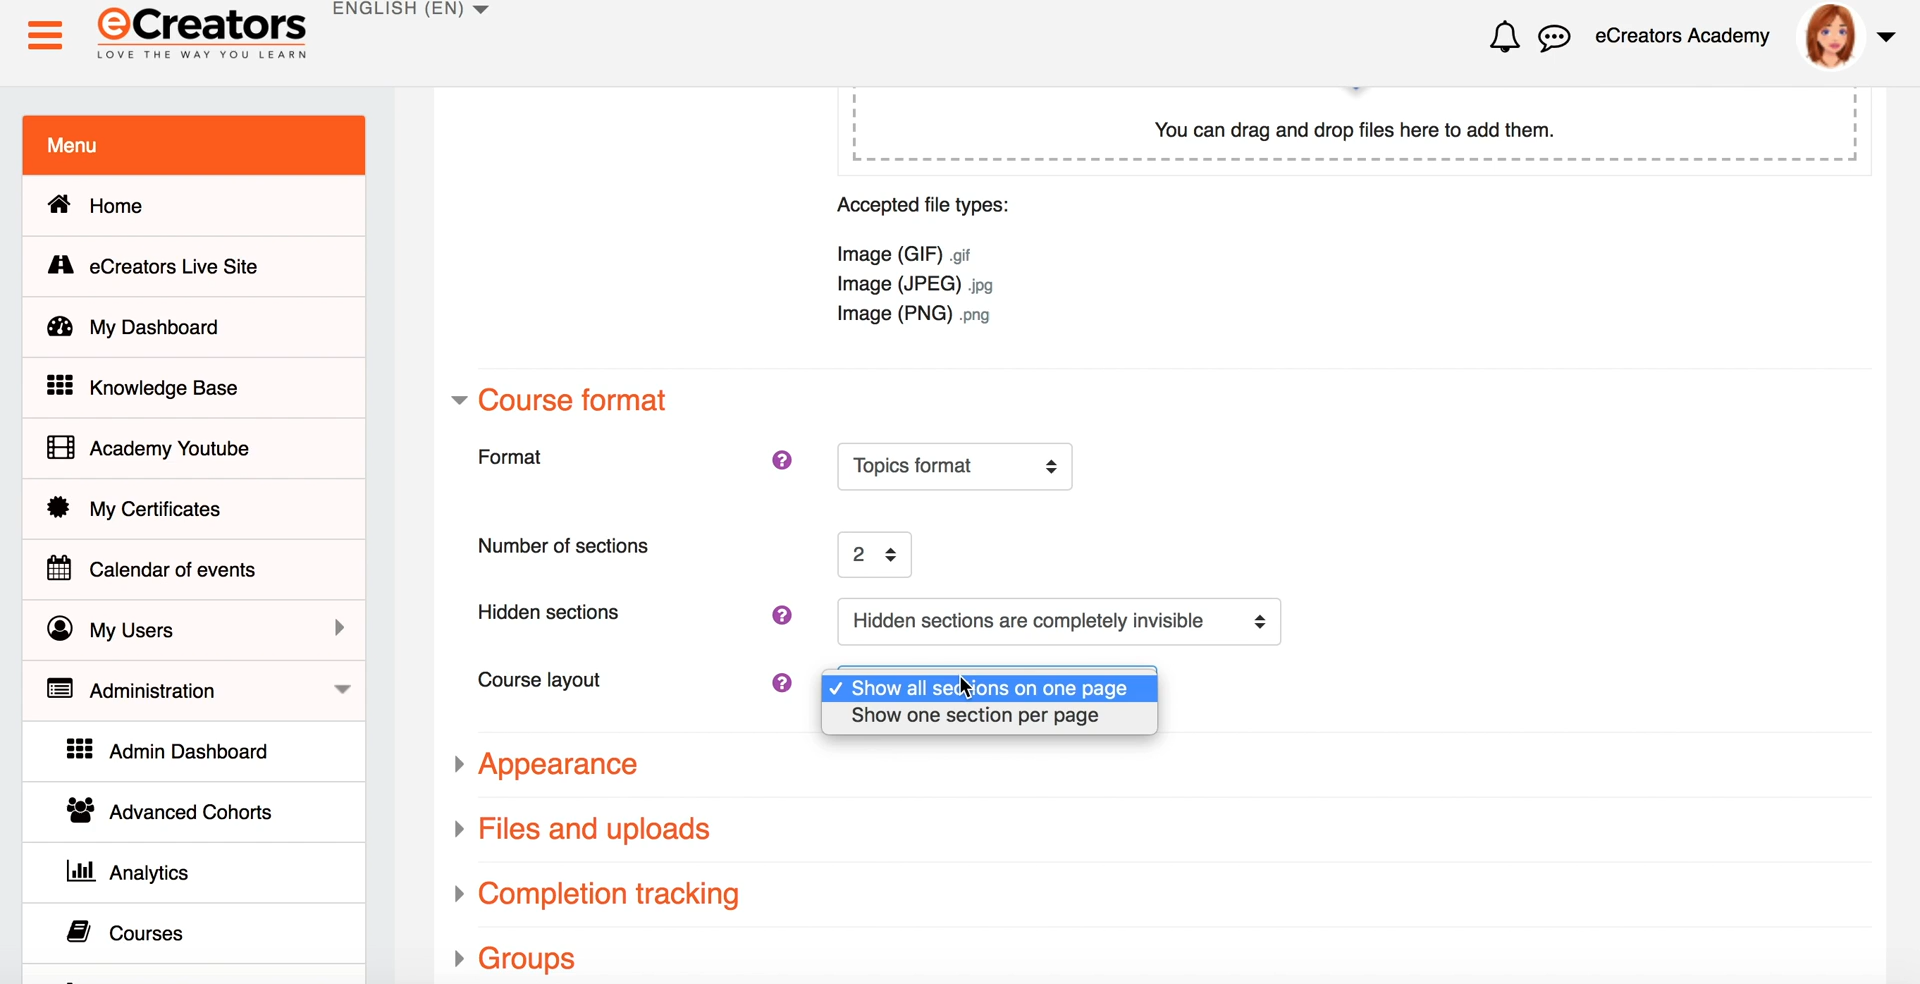 ENGLISH (EN)
eCreators
LOVE THE WAY YOU LEARN
eCreators Academy
Menu
Home
eCreators Live Site
My Dashboard
Knowledge Base
Academy Youtube
My Certificates
Calendar of events
My Users
Administration
Admin Dashboard
Advanced Cohorts
Analytics
Courses
You can drag and drop files here to add them.
Accepted file types:
Image (GIF) .gif
Image (JPEG) .jpg
Image (PNG) .png
Course format
Format ? Topics format
Number of sections 2
Hidden sections ? Hidden sections are completely invisible
Course layout ? ✓ Show all sections on one page
Show one section per page
Appearance
Files and uploads
Completion tracking
Groups